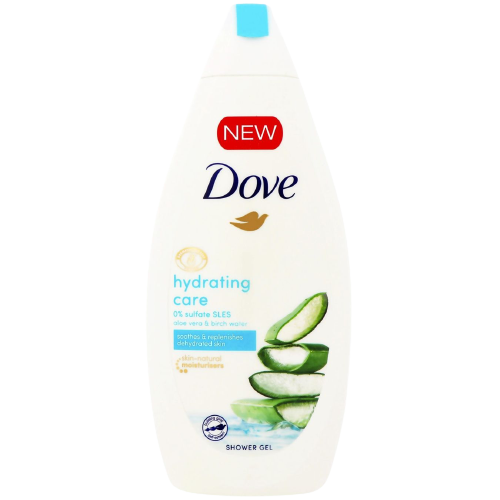 NEW
Dove
hydrating
care
0% sulfate SLES
aloe vera & birch water
soothes & replenishes
dehydrated skin
skin-natural
moisturisers
SHOWER GEL